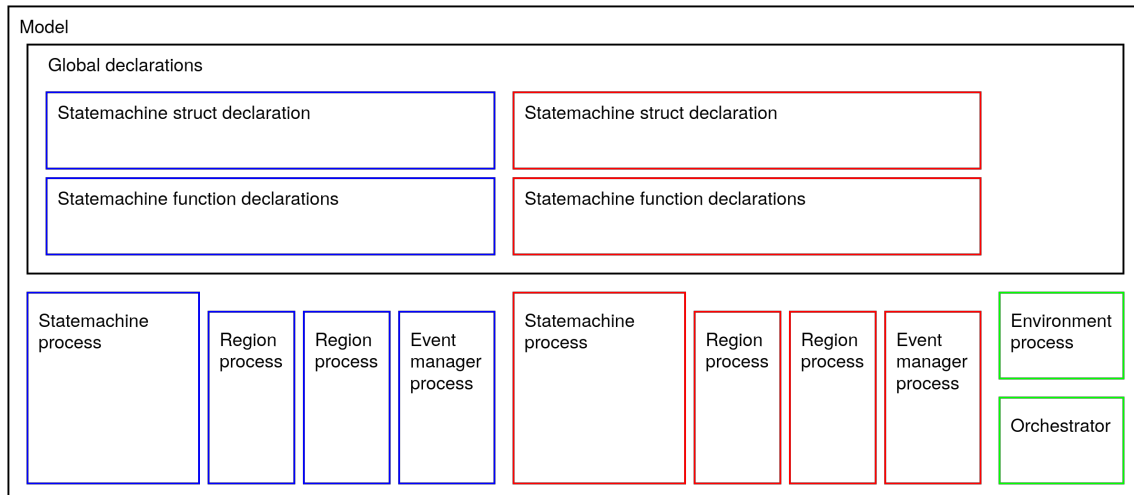 Model
Global declarations
Statemachine struct declaration
Statemachine struct declaration
Statemachine function declarations
Statemachine function declarations
Statemachine
process
Region
process
Region
process
Event
manager
process
Statemachine
process
Region
process
Region
process
Event
manager
process
Environment
process
Orchestrator